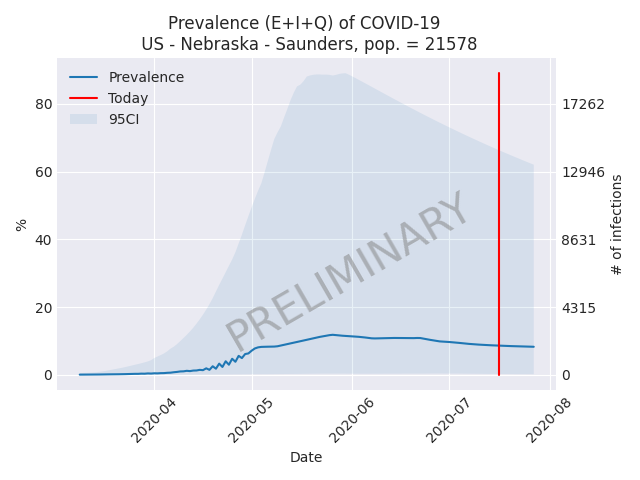 Prevalence (E+I+Q) of COVID-19
US - Nebraska - Saunders, pop. = 21578
Prevalence
Today
95CI
80
60
40
20
0
%
17262
12946
8631
4315
0
# of infections
PRELIMINARY
2020-04
2020-05
2020-06
2020-07
2020-08
Date